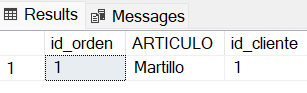 Results Messages
id_orden ARTICULO id_cliente
1 1 Martillo 1